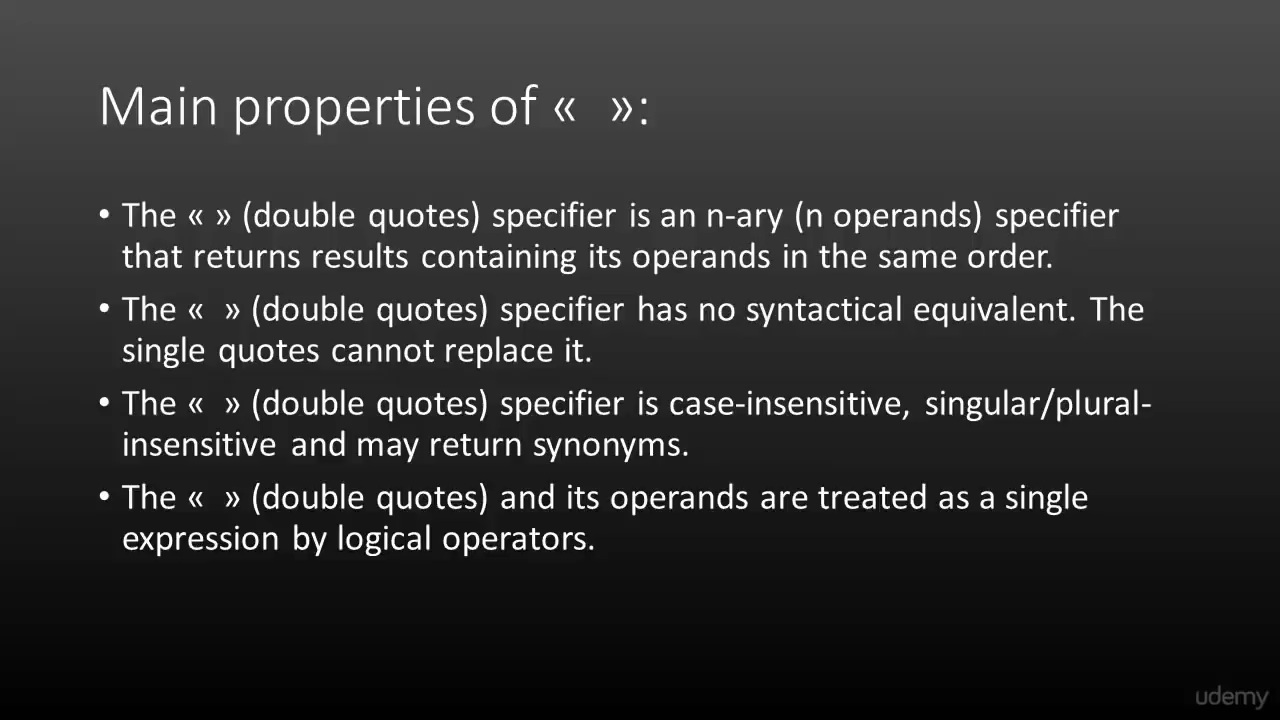 Main properties of «  »:
• The « » (double quotes) specifier is an n-ary (n operands) specifier
that returns results containing its operands in the same order.
• The «  » (double quotes) specifier has no syntactical equivalent. The
single quotes cannot replace it.
• The «  » (double quotes) specifier is case-insensitive, singular/plural-
insensitive and may return synonyms.
• The «  » (double quotes) and its operands are treated as a single
expression by logical operators.
udemy